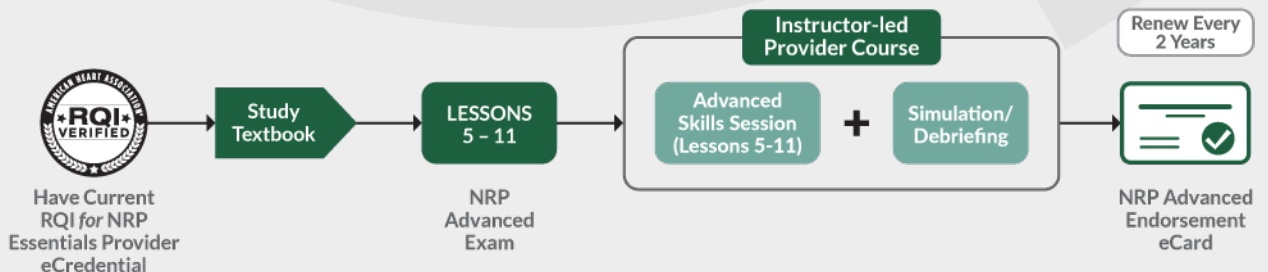 AMERICAN HEART ASSOCIATION
RQI
VERIFIED
Have Current
RQI for NRP
Essentials Provider
eCredential
Study
Textbook
LESSONS
5 – 11
NRP
Advanced
Exam
Instructor-led
Provider Course
Advanced
Skills Session
(Lessons 5-11)
+
Simulation/
Debriefing
Renew Every
2 Years
NRP Advanced
Endorsement
eCard